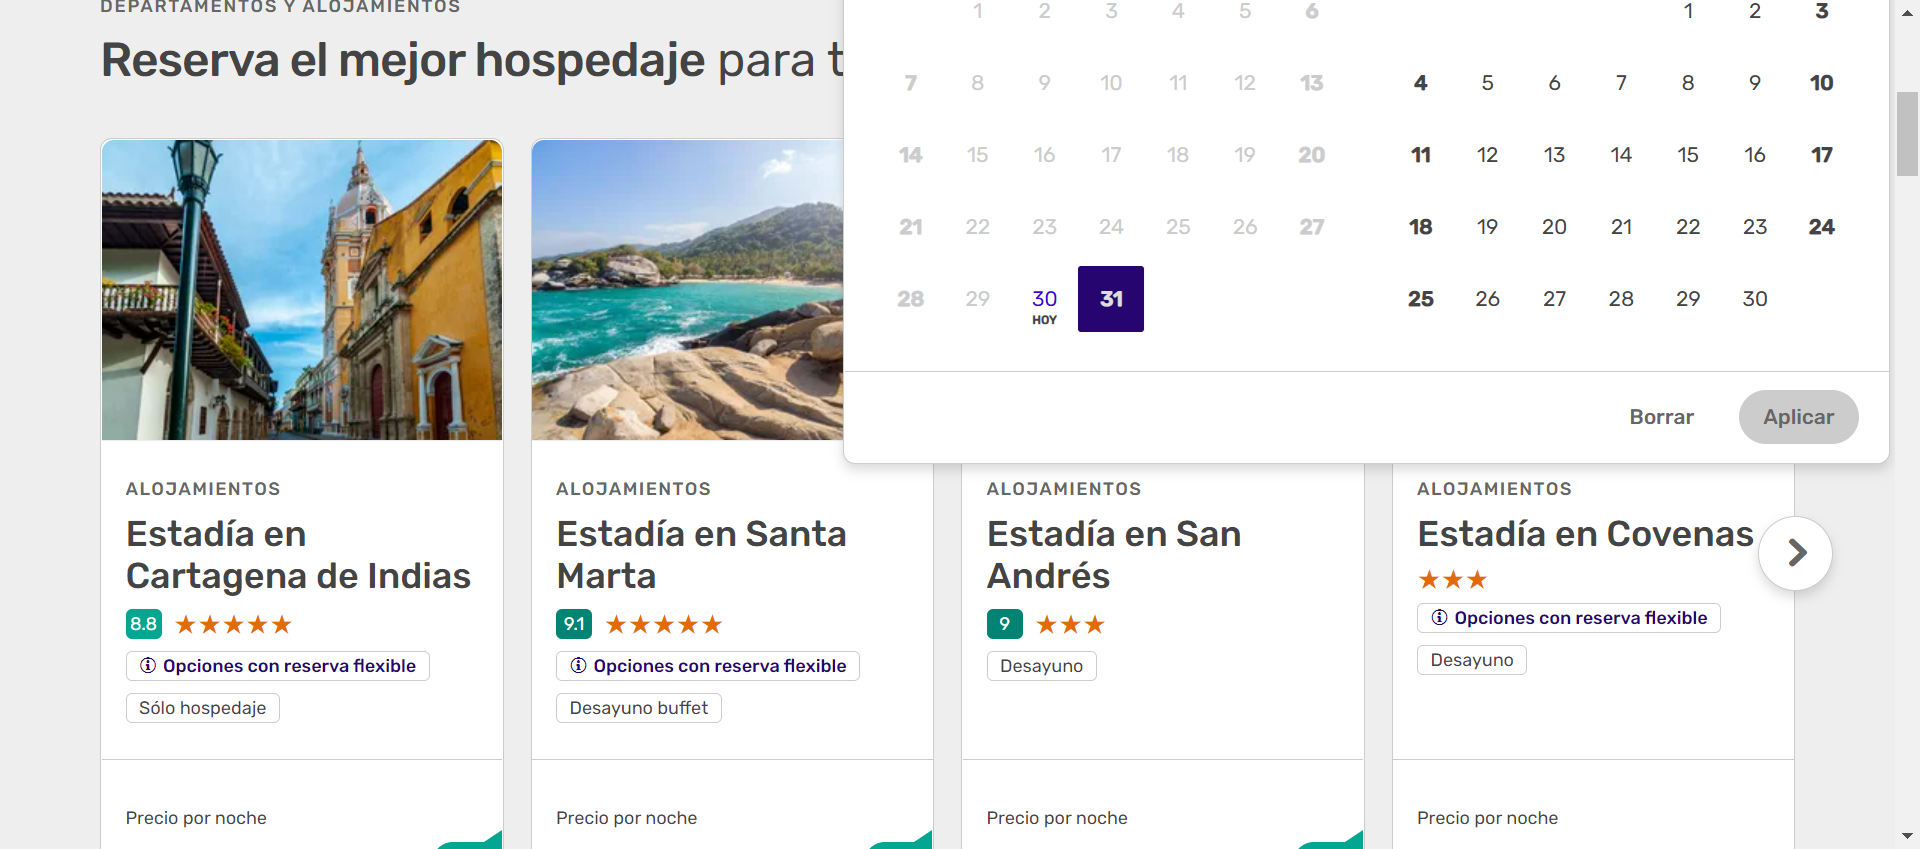 DEPARTAMENTOS Y ALOJAMIENTOS
Reserva el mejor hospedaje para t
1 2 3 4 5 6
7 8 9 10 11 12 13
14 15 16 17 18 19 20
21 22 23 24 25 26 27
28 29 30 31
HOY
1 2 3
4 5 6 7 8 9 10
11 12 13 14 15 16 17
18 19 20 21 22 23 24
25 26 27 28 29 30
Borrar Aplicar
ALOJAMIENTOS
Estadía en
Cartagena de Indias
8.8
Opciones con reserva flexible
Sólo hospedaje
Precio por noche
ALOJAMIENTOS
Estadía en Santa
Marta
9.1
Opciones con reserva flexible
Desayuno buffet
Precio por noche
ALOJAMIENTOS
Estadía en San
Andrés
9
Desayuno
Precio por noche
ALOJAMIENTOS
Estadía en Covenas
Opciones con reserva flexible
Desayuno
Precio por noche